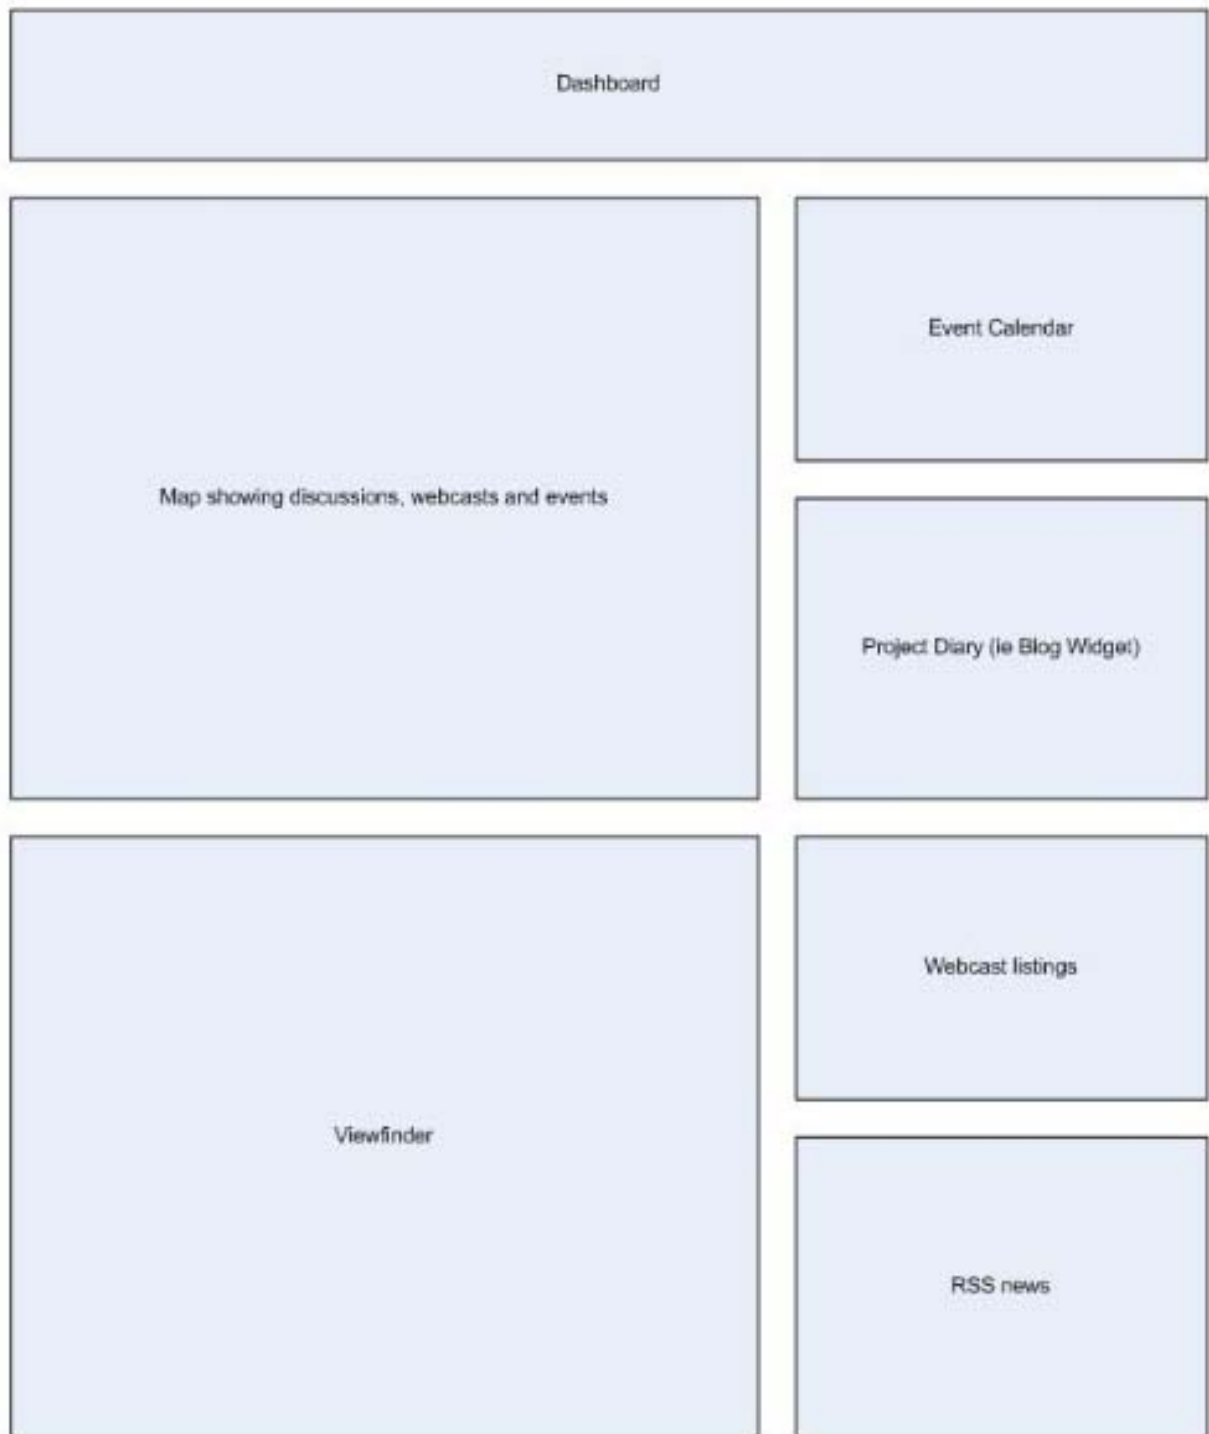 Dashboard
Event Calendar
Map showing discussions, webcasts and events
Project Diary (ie Blog Widget)
Webcast listings
Viewfinder
RSS news